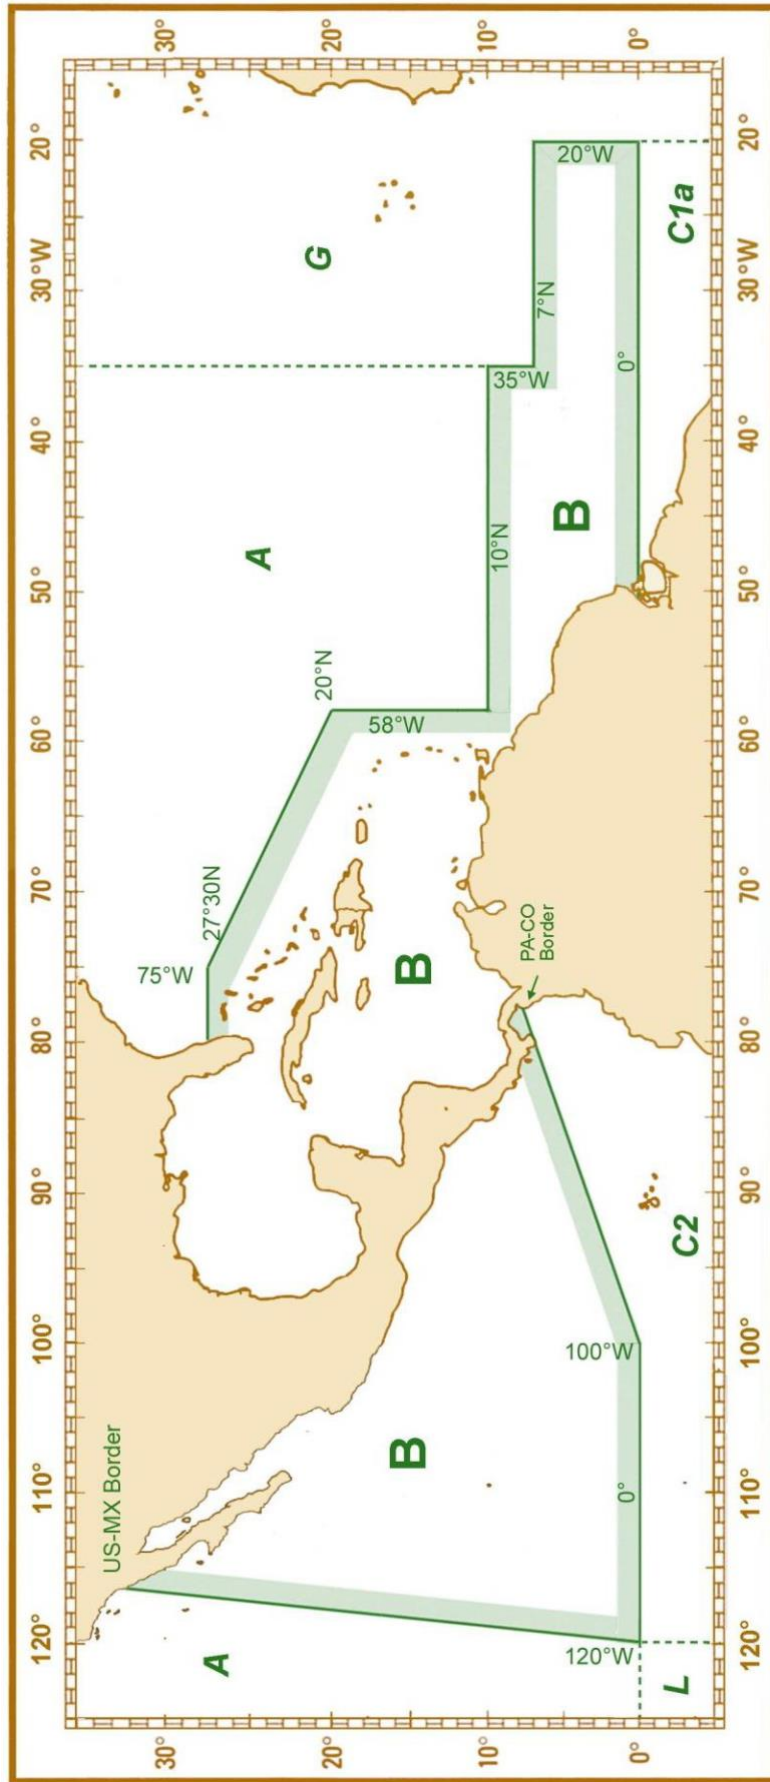 120°
110°
100°
90°
80°
70°
60°
50°
40°
30°W
20°
30°
20°
10°
0°
US-MX Border
A
120°W
L
0°
B
100°W
C2
PA-CO
Border
75°W
27°30N
B
20°N
58°W
A
10°N
B
35°W
7°N
0°
G
20°W
C1a
30°
20°
10°
0°
120°
110°
100°
90°
80°
70°
60°
50°
40°
30°W
20°